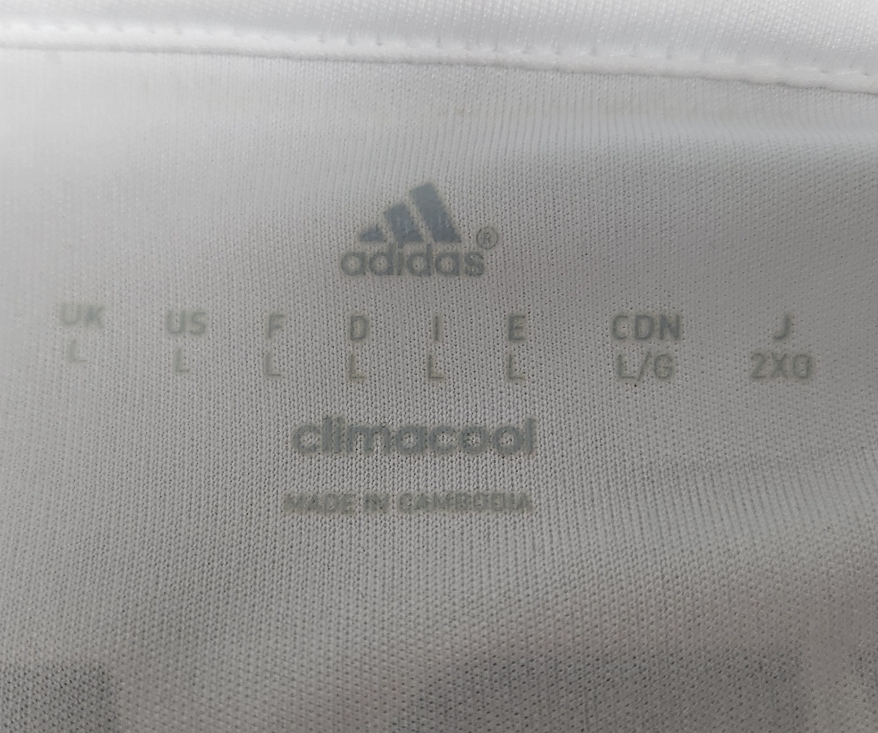 adidas®
UK US F D I E CDN J
L L L L L L L/G 2XO
climacool
MADE IN CAMBODIA